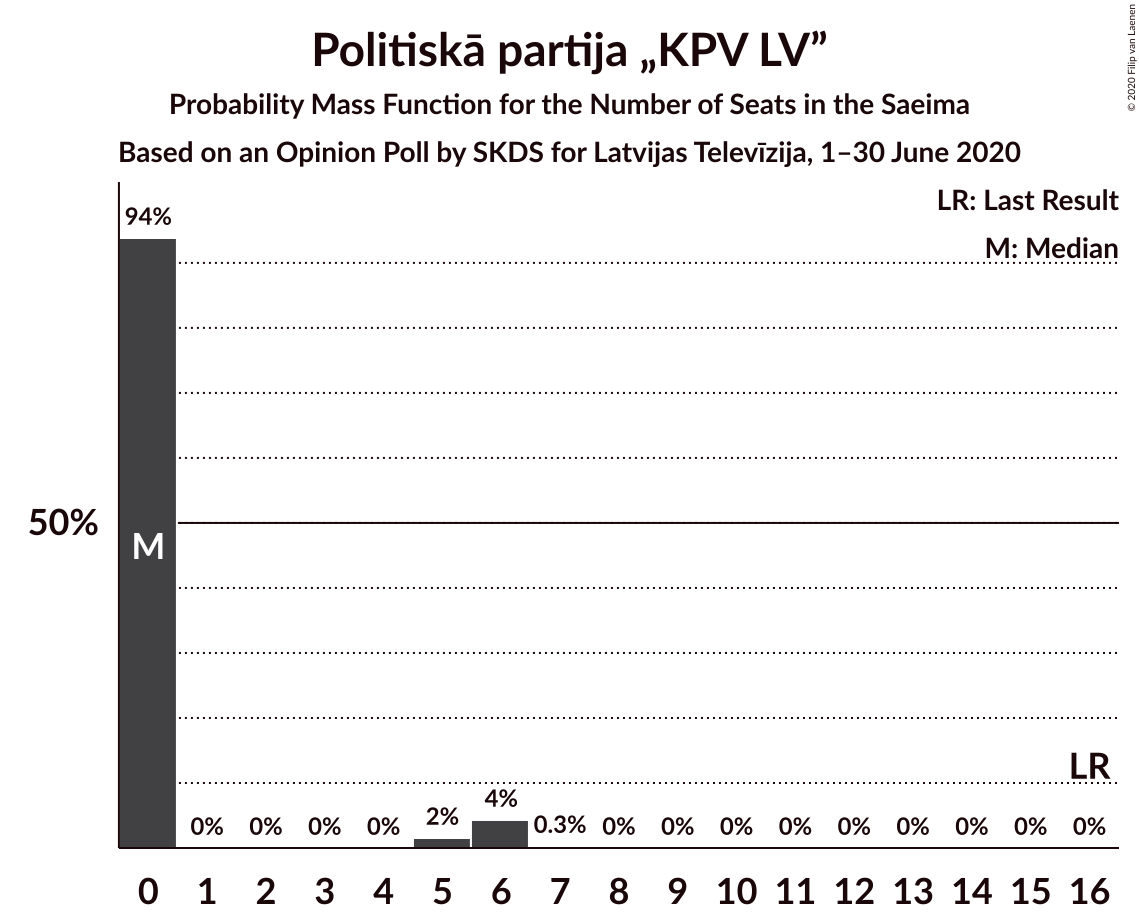 Politiskā partija „KPV LV”
Probability Mass Function for the Number of Seats in the Saeima
Based on an Opinion Poll by SKDS for Latvijas Televīzija, 1–30 June 2020
© 2020 Filip van Laenen
LR: Last Result
M: Median
94%
50%
M
LR
0% 0% 0% 0% 2% 4% 0.3% 0% 0% 0% 0% 0% 0% 0% 0% 0%
0 1 2 3 4 5 6 7 8 9 10 11 12 13 14 15 16